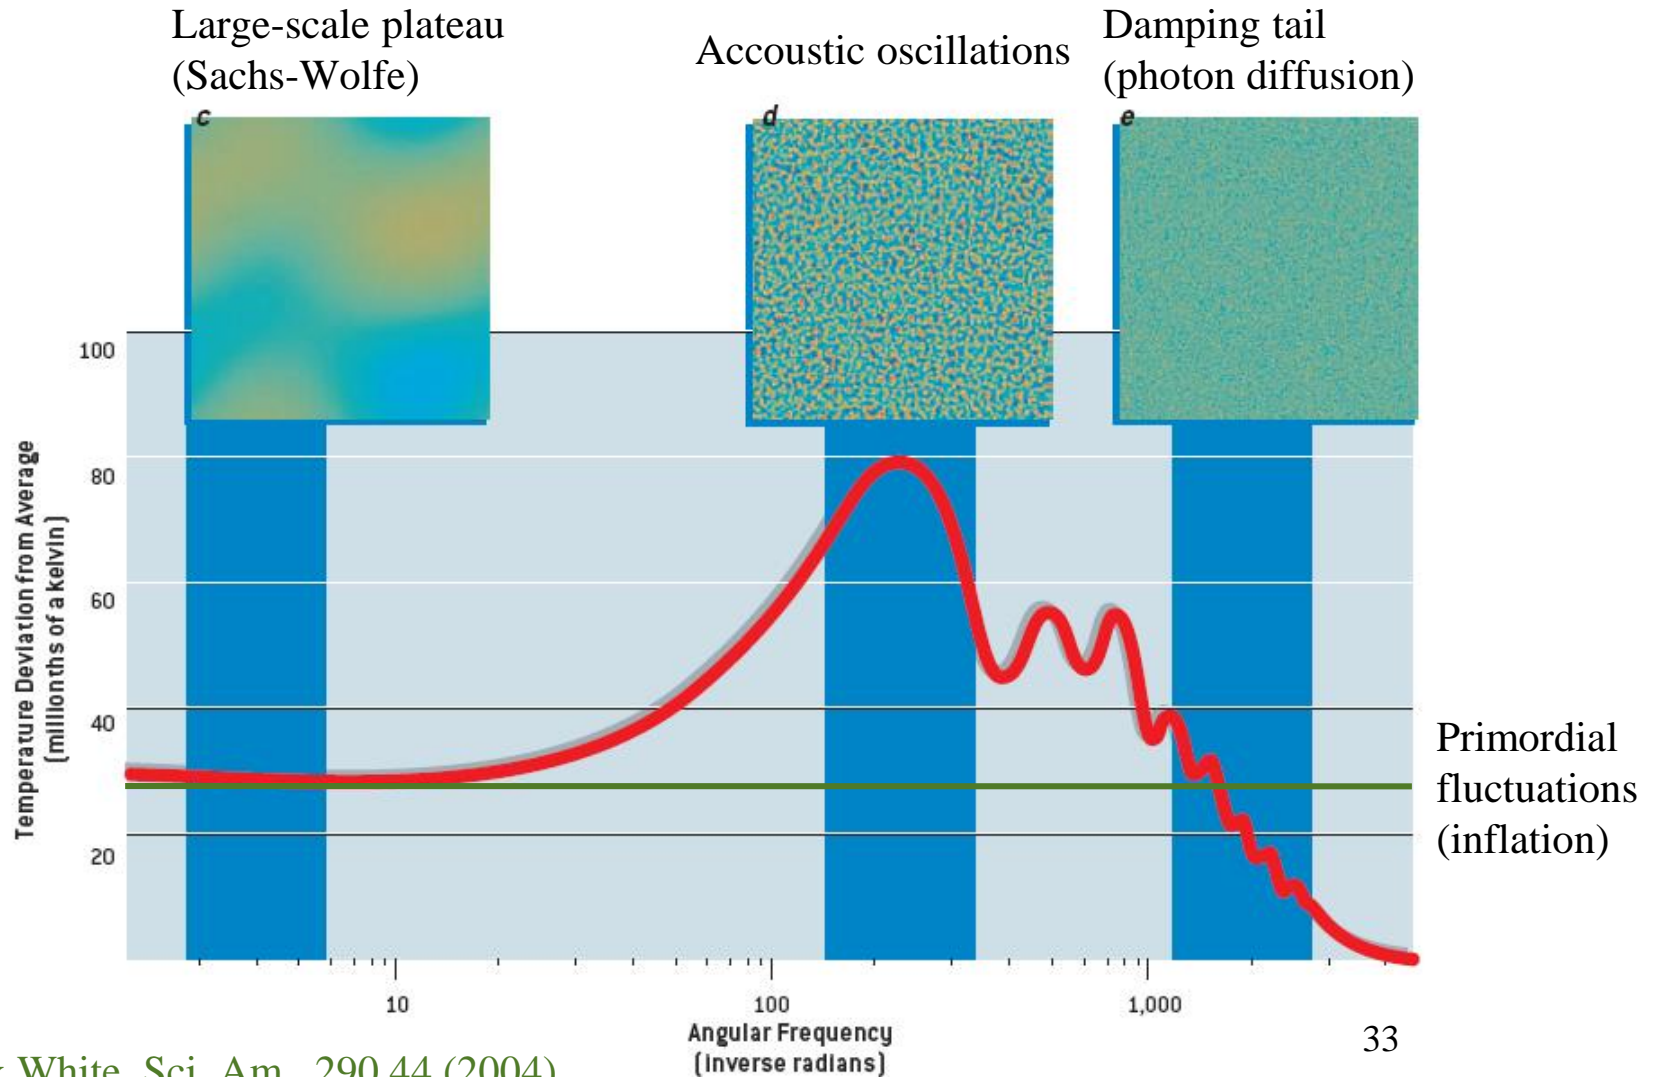 Large-scale plateau
(Sachs-Wolfe)
Accoustic oscillations
Damping tail
(photon diffusion)
c
d
e
100
80
60
40
20
Temperature Deviation from Average
(millionths of a kelvin)
Primordial
fluctuations
(inflation)
10
100
1,000
Angular Frequency
(inverse radians)
33
White, Sci. Am., 290 44 (2004)